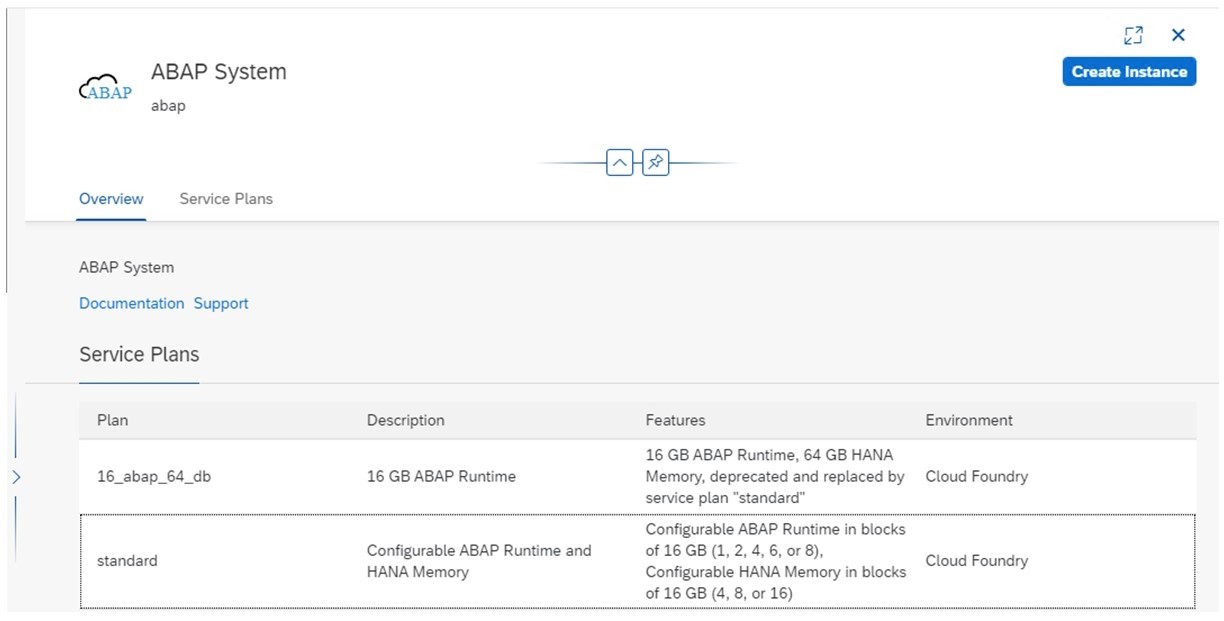 ABAP System
Create Instance
ABAP
abap
Overview Service Plans
ABAP System
Documentation Support
Service Plans
Plan Description Features Environment
16_abap_64_db 16 GB ABAP Runtime 16 GB ABAP Runtime, 64 GB HANA
Memory, deprecated and replaced by
service plan "standard" Cloud Foundry
standard Configurable ABAP Runtime and
HANA Memory Configurable ABAP Runtime in blocks
of 16 GB (1, 2, 4, 6, or 8),
Configurable HANA Memory in blocks
of 16 GB (4, 8, or 16) Cloud Foundry